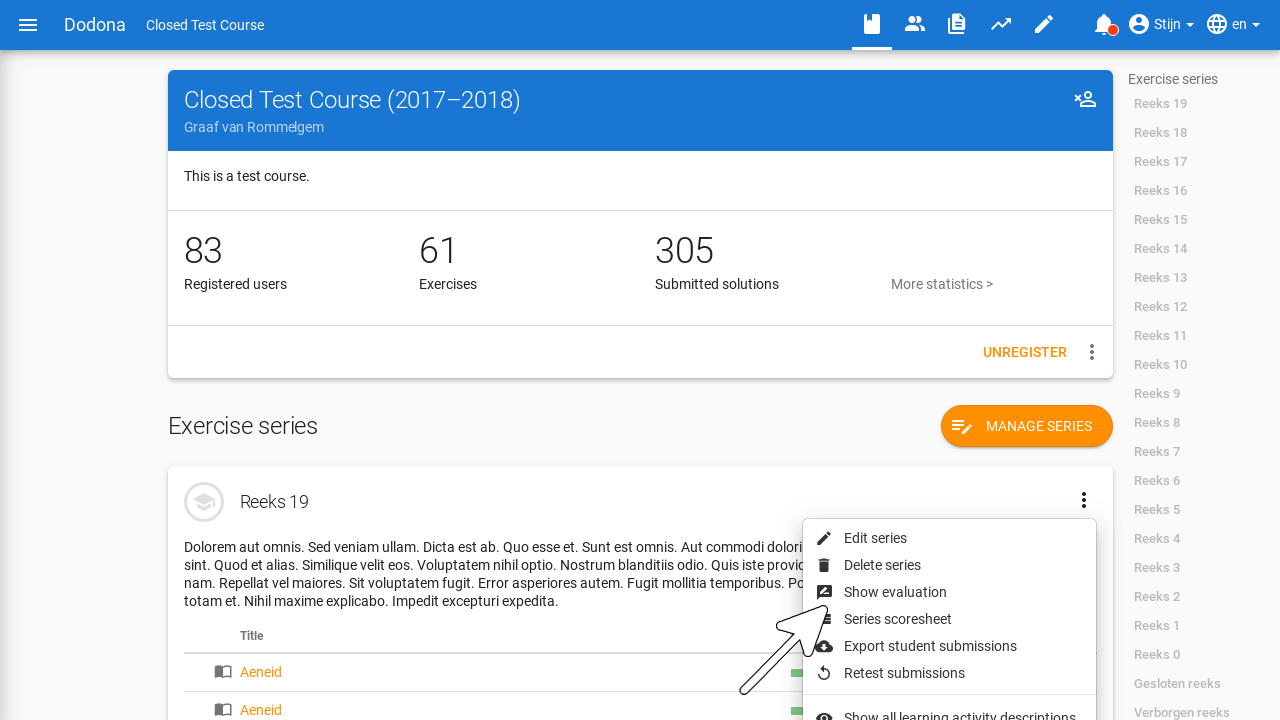 Dodona Closed Test Course Stijn en
Closed Test Course (2017–2018)
Graaf van Rommelgem
This is a test course.
83
Registered users
61
Exercises
305
Submitted solutions
More statistics >
UNREGISTER
Exercise series
MANAGE SERIES
Reeks 19
Dolorem aut omnis. Sed veniam ullam. Dicta est ab. Quo esse et. Sunt est omnis. Aut commodi
sint. Quod et alias. Similique velit eos. Voluptatem nihil optio. Nostrum blanditiis odio. Quis iste
nam. Repellat vel maiores. Sit voluptatem fugit. Error asperiores autem. Fugit mollitia temporibus.
totam et. Nihil maxime explicabo. Impedit excepturi expedita.
Title
Aeneid
Aeneid
Edit series
Delete series
Show evaluation
Series scoresheet
Export student submissions
Retest submissions
Show all learning activity descriptions
Exercise series
Reeks 19
Reeks 18
Reeks 17
Reeks 16
Reeks 15
Reeks 14
Reeks 13
Reeks 12
Reeks 11
Reeks 10
Reeks 9
Reeks 8
Reeks 7
Reeks 6
Reeks 5
Reeks 4
Reeks 3
Reeks 2
Reeks 1
Reeks 0
Gesloten reeks
Verborgen reeks